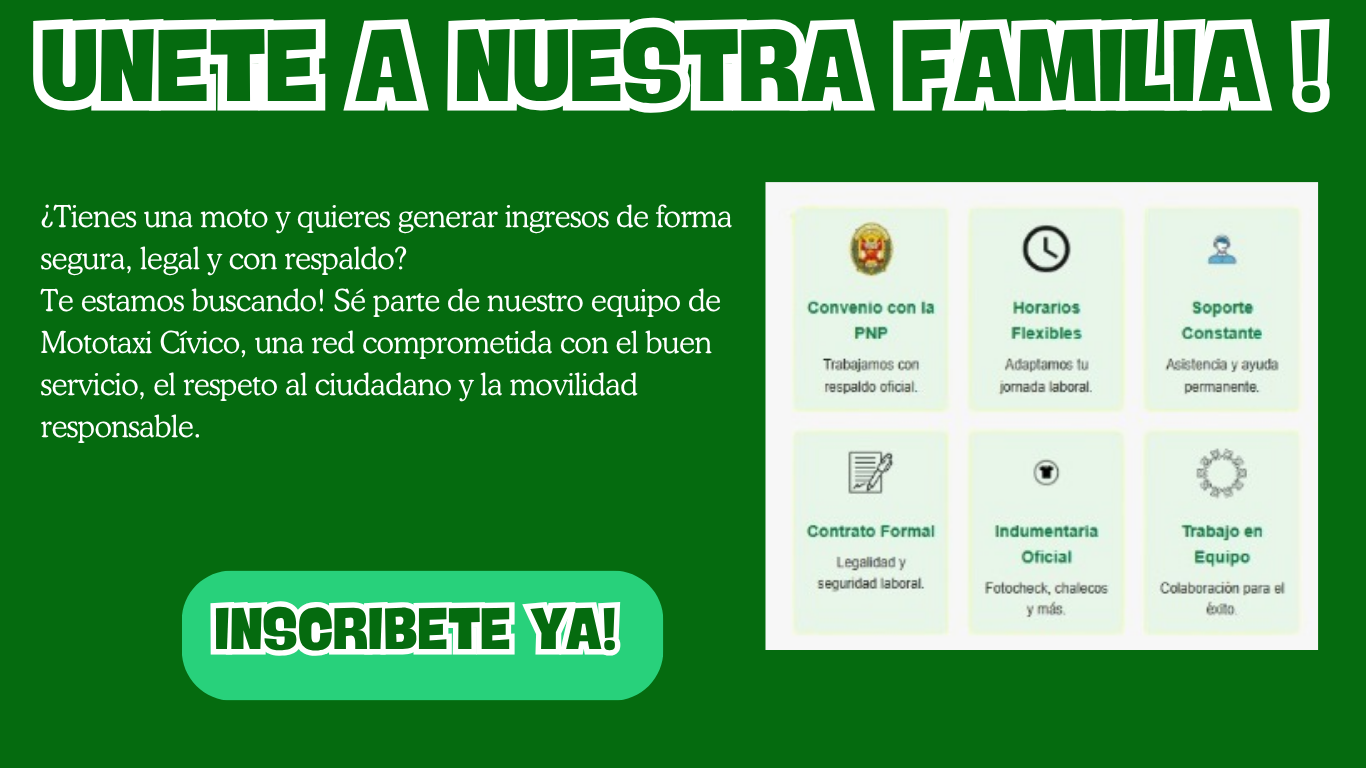 UNETE A NUESTRA FAMILIA !
¿Tienes una moto y quieres generar ingresos de forma
segura, legal y con respaldo?
Te estamos buscando! Sé parte de nuestro equipo de
Mototaxi Cívico, una red comprometida con el buen
servicio, el respeto al ciudadano y la movilidad
responsable.
INSCRIBETE YA!
Convenio con la
PNP
Trabajamos con
respaldo oficial.
Horarios
Flexibles
Adaptamos tu
jornada laboral.
Soporte
Constante
Asistencia y ayuda
permanente.
Contrato Formal
Legalidad y
seguridad laboral.
Indumentaria
Oficial
Fotocheck, chalecos
y más.
Trabajo en
Equipo
Colaboración para el
éxito.